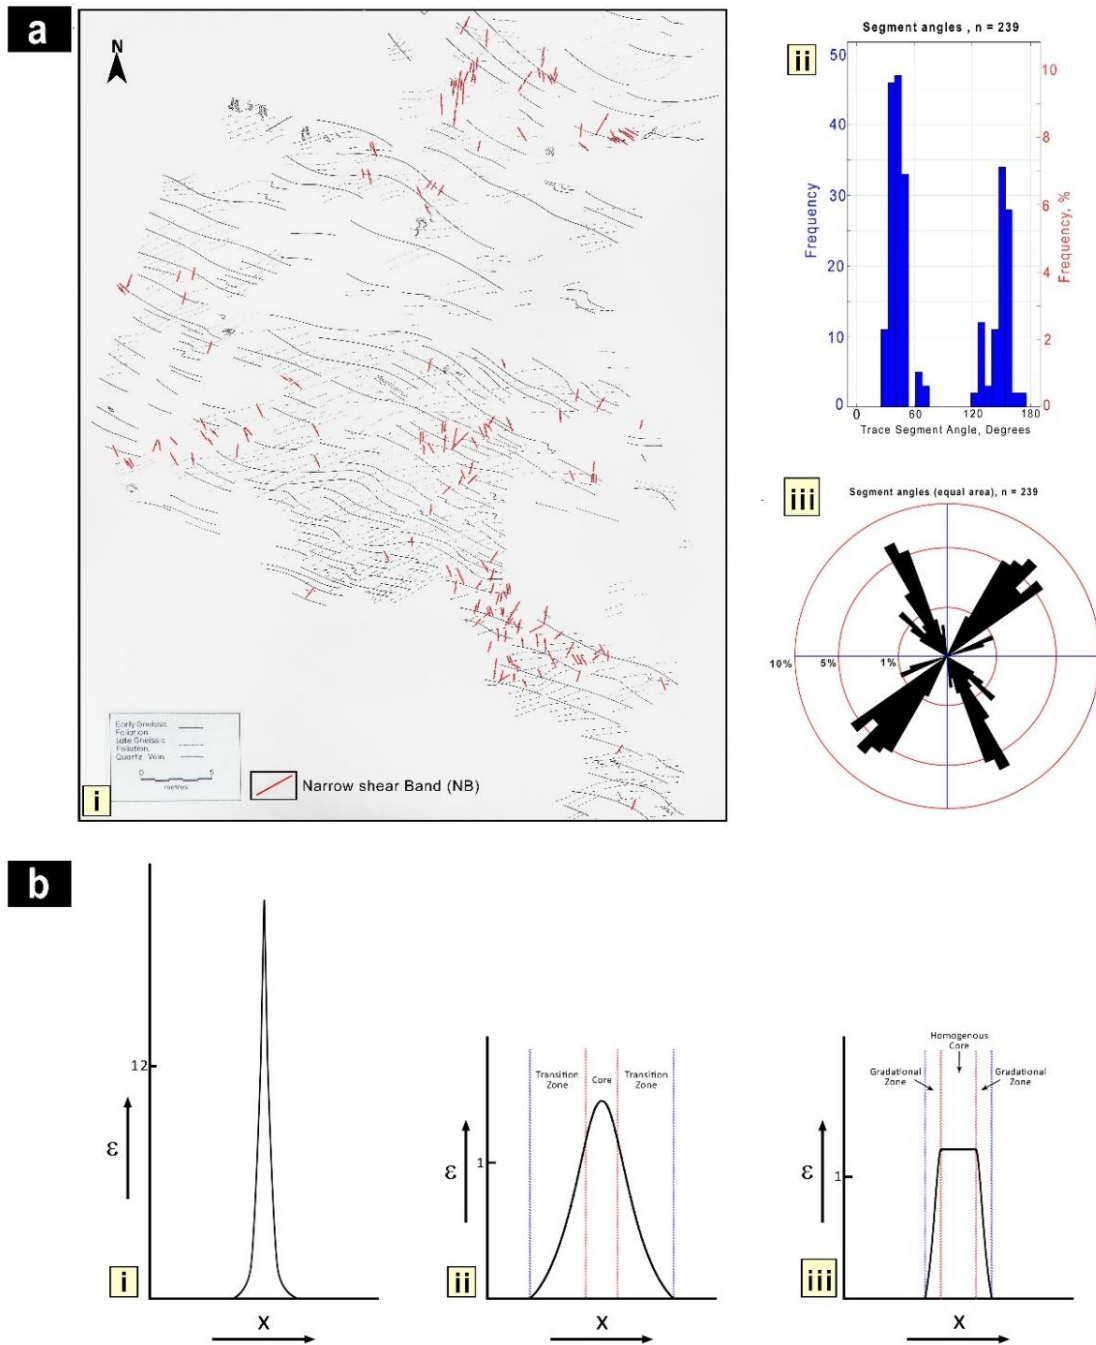 a
N
Early Gneissic
Foliation
Late Gneissic
Foliation
Quartz Vein
0 5
metres
Narrow shear Band (NB)
i
ii
Segment angles , n = 239
50
40
30
20
10
0
Frequency
10
8
6
4
2
0
Frequency, %
0 60 120 180
Trace Segment Angle, Degrees
iii
Segment angles (equal area), n = 239
10% 5% 1%
b
12
ε
i
X
Transition
Zone
Core
Transition
Zone
1
ε
ii
X
Homogenous
Core
Gradational
Zone
Gradational
Zone
1
ε
iii
X